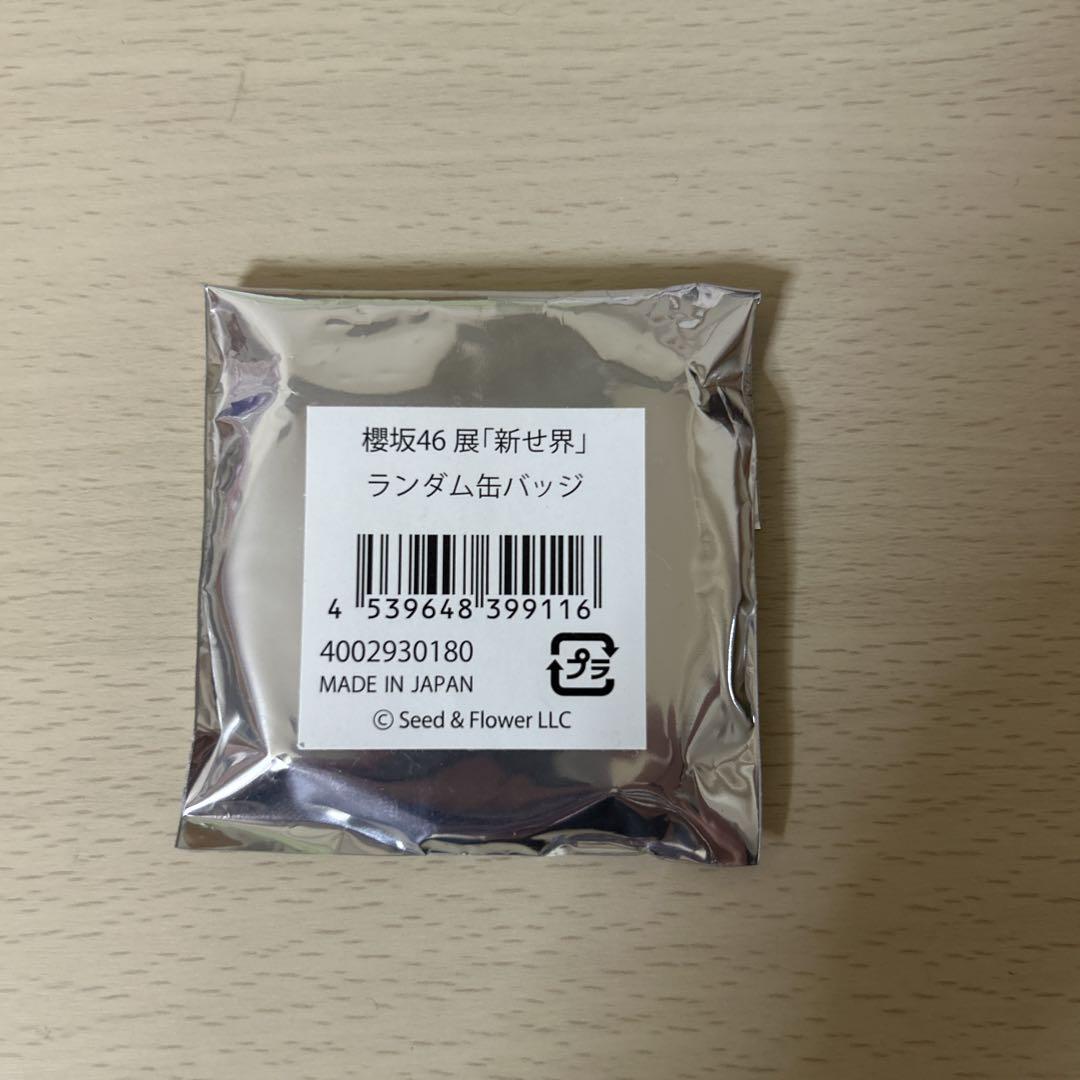 櫻坂46 展「新せ界」
ランダム缶バッジ
4 539648 399116
4002930180
プラ
MADE IN JAPAN
© Seed & Flower LLC